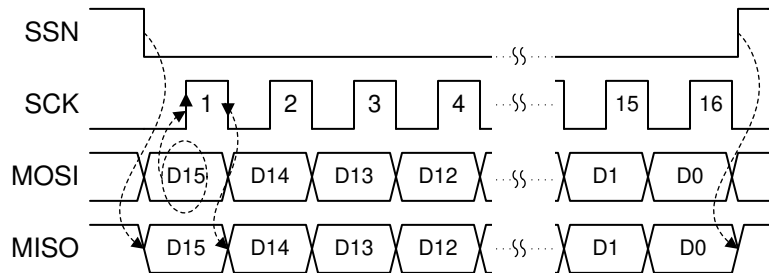 SSN
SCK 1 2 3 4 15 16
MOSI D15 D14 D13 D12 D1 D0
MISO D15 D14 D13 D12 D1 D0